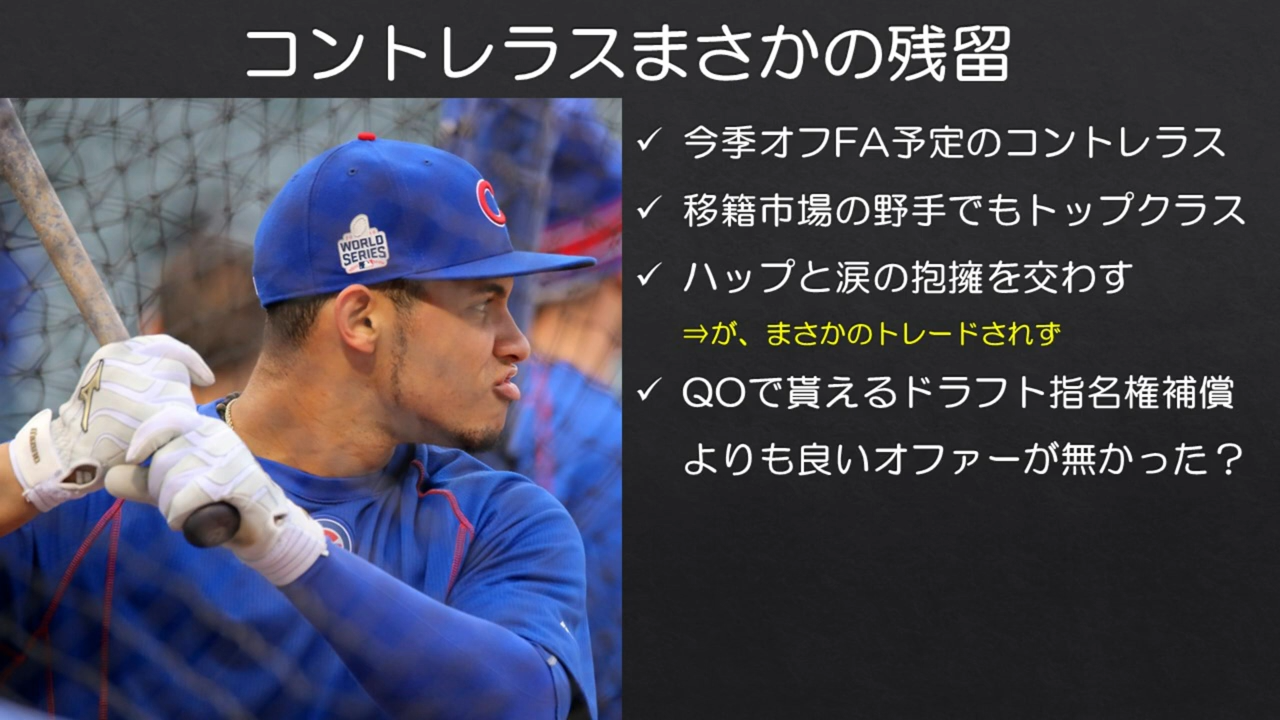 コントレラスまさかの残留
✓ 今季オフFA予定のコントレラス
✓ 移籍市場の野手でもトップクラス
✓ ハップと涙の抱擁を交わす
⇒が、まさかのトレードされず
✓ QOで貰えるドラフト指名権補償
よりも良いオファーが無かった？
C
WORLD
SERIES